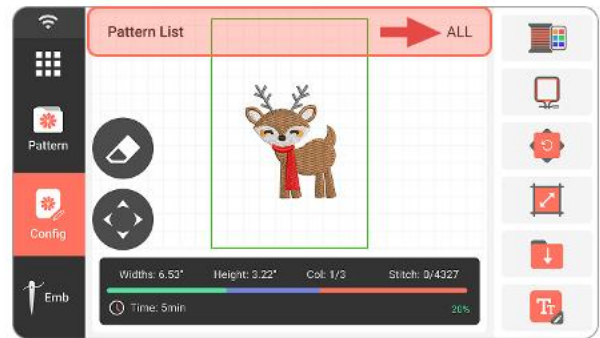 Pattern List ALL
Pattern
Config
Emb
Widths: 6.53" Height: 3.22" Col: 1/3 Stitch: 0/4327
Time: 5min 20%
TT